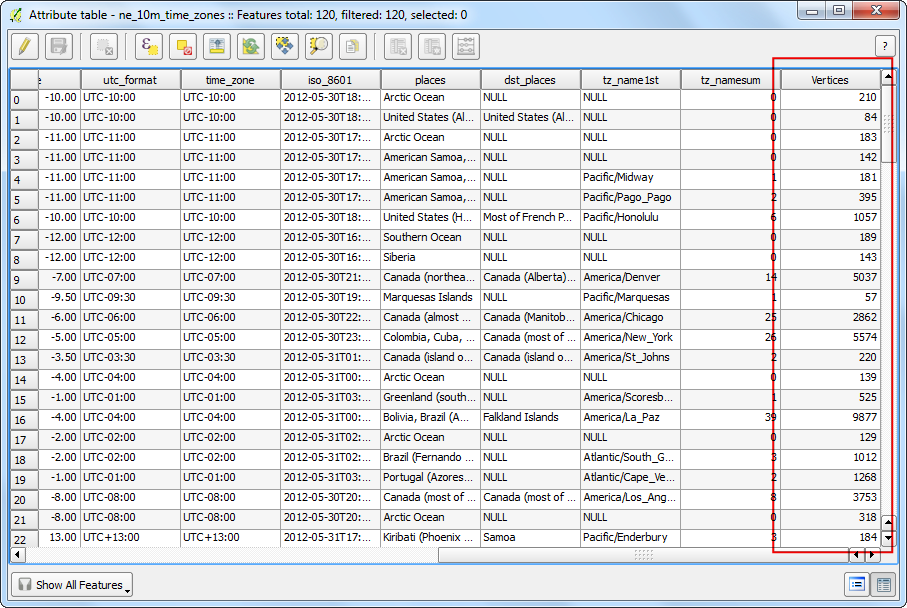 Attribute table - ne_10m_time_zones :: Features total: 120, filtered: 120, selected: 0
ε
?
e utc_format time_zone iso_8601 places dst_places tz_name1st tz_namesum Vertices
0 -10.00 UTC-10:00 UTC-10:00 2012-05-30T18:... Arctic Ocean NULL NULL 0 210
1 -10.00 UTC-10:00 UTC-10:00 2012-05-30T18:... United States (Al... United States (Al... NULL 0 84
2 -11.00 UTC-11:00 UTC-11:00 2012-05-30T17:... Arctic Ocean NULL NULL 0 183
3 -11.00 UTC-11:00 UTC-11:00 2012-05-30T17:... American Samoa,... NULL NULL 0 142
4 -11.00 UTC-11:00 UTC-11:00 2012-05-30T17:... American Samoa,... NULL Pacific/Midway 1 181
5 -11.00 UTC-11:00 UTC-11:00 2012-05-30T17:... American Samoa,... NULL Pacific/Pago_Pago 2 395
6 -10.00 UTC-10:00 UTC-10:00 2012-05-30T18:... United States (H... Most of French P... Pacific/Honolulu 6 1057
7 -12.00 UTC-12:00 UTC-12:00 2012-05-30T16:... Southern Ocean NULL NULL 0 189
8 -12.00 UTC-12:00 UTC-12:00 2012-05-30T16:... Siberia NULL NULL 0 143
9 -7.00 UTC-07:00 UTC-07:00 2012-05-30T21:... Canada (northea... Canada (Alberta)... America/Denver 14 5037
10 -9.50 UTC-09:30 UTC-09:30 2012-05-30T19:... Marquesas Islands NULL Pacific/Marquesas 1 57
11 -6.00 UTC-06:00 UTC-06:00 2012-05-30T22:... Canada (almost ... Canada (Manitob... America/Chicago 25 2862
12 -5.00 UTC-05:00 UTC-05:00 2012-05-30T23:... Colombia, Cuba, ... Canada (most of ... America/New_York 26 5574
13 -3.50 UTC-03:30 UTC-03:30 2012-05-31T01:... Canada (island o... Canada (island o... America/St_Johns 2 220
14 -4.00 UTC-04:00 UTC-04:00 2012-05-31T00:... Arctic Ocean NULL NULL 0 139
15 -1.00 UTC-01:00 UTC-01:00 2012-05-31T03:... Greenland (south... NULL America/Scoresb... 1 525
16 -4.00 UTC-04:00 UTC-04:00 2012-05-31T00:... Bolivia, Brazil (A... Falkland Islands America/La_Paz 39 9877
17 -2.00 UTC-02:00 UTC-02:00 2012-05-31T02:... Arctic Ocean NULL NULL 0 129
18 -2.00 UTC-02:00 UTC-02:00 2012-05-31T02:... Brazil (Fernando ... NULL Atlantic/South_G... 3 1012
19 -1.00 UTC-01:00 UTC-01:00 2012-05-31T03:... Portugal (Azores... NULL Atlantic/Cape_Ve... 2 1268
20 -8.00 UTC-08:00 UTC-08:00 2012-05-30T20:... Canada (most of ... Canada (most of ... America/Los_Ang... 8 3753
21 -8.00 UTC-08:00 UTC-08:00 2012-05-30T20:... Arctic Ocean NULL NULL 0 318
22 13.00 UTC+13:00 UTC+13:00 2012-05-31T17:... Kiribati (Phoenix ... Samoa Pacific/Enderbury 3 184
Show All Features